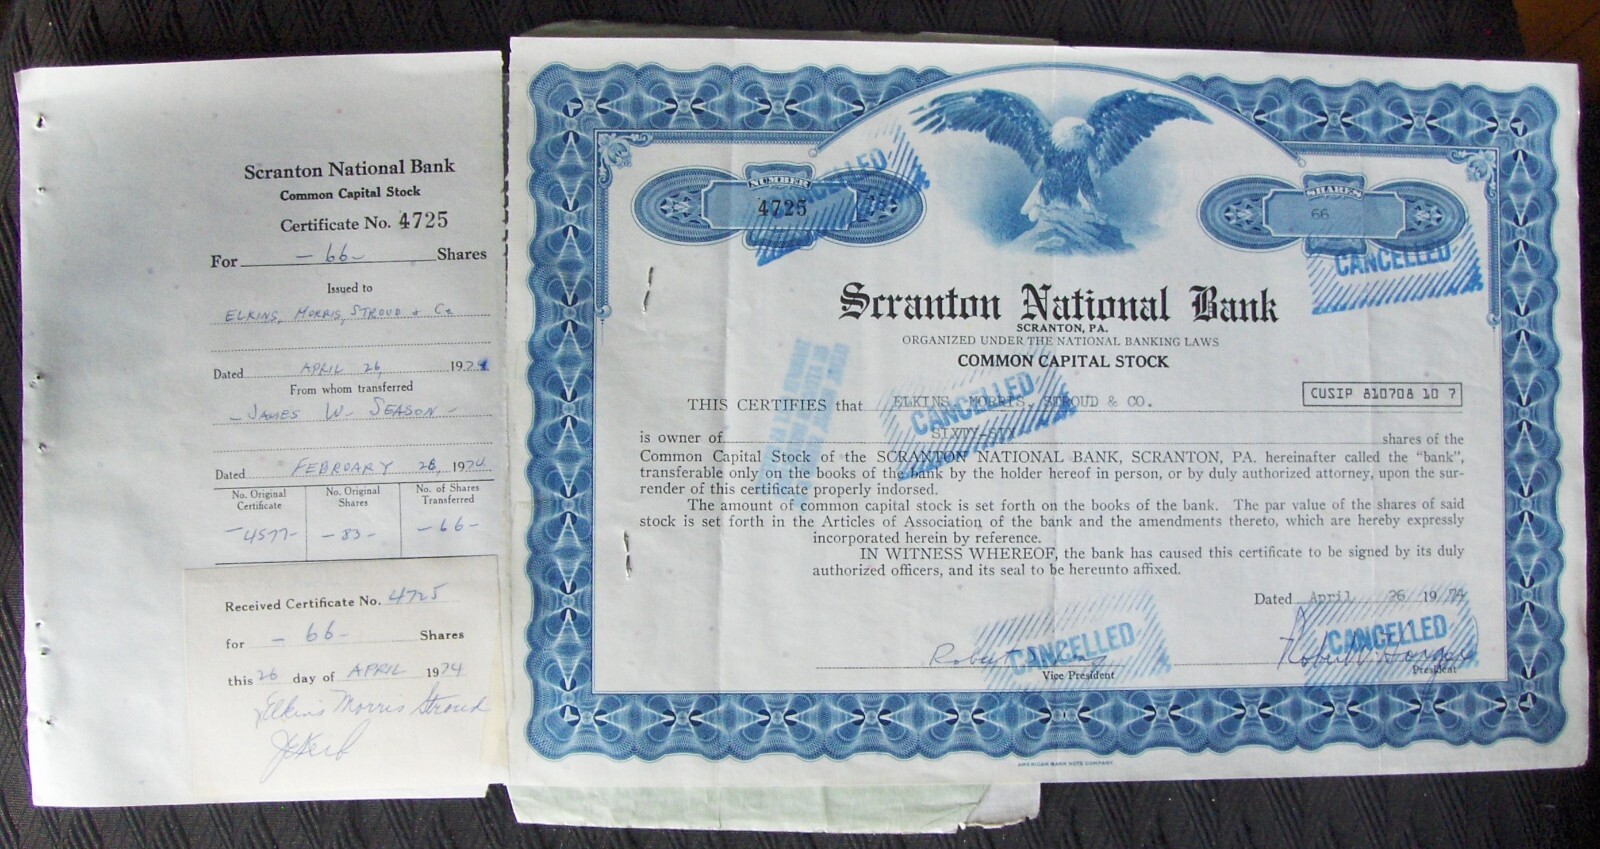 Scranton National Bank
Common Capital Stock
Certificate No. 4725
For -66- Shares
Issued to
ELKINS, MORRIS, STROUD & Co
Dated APRIL 26, 1974
From whom transferred
- JAMES W. SEASON -
Dated FEBRUARY 28, 1974
No. Original Certificate
No. Original Shares
No. of Shares Transferred
-4577-
-83-
-66-
Received Certificate No. 4725
for -66- Shares
this 26 day of APRIL 1974
Elkins Morris Stroud
NUMBER
4725
SHARES
66
CANCELLED
CANCELLED
Scranton National Bank
SCRANTON, PA.
ORGANIZED UNDER THE NATIONAL BANKING LAWS
COMMON CAPITAL STOCK
CUSIP 810708 10 7
THIS CERTIFIES that ELKINS, MORRIS, STROUD & CO.
CANCELLED
is owner of SIXTY-SIX shares of the
Common Capital Stock of the SCRANTON NATIONAL BANK, SCRANTON, PA. hereinafter called the "bank",
transferable only on the books of the bank by the holder hereof in person, or by duly authorized attorney, upon the sur-
render of this certificate properly indorsed.
The amount of common capital stock is set forth on the books of the bank. The par value of the shares of said
stock is set forth in the Articles of Association of the bank and the amendments thereto, which are hereby expressly
incorporated herein by reference.
IN WITNESS WHEREOF, the bank has caused this certificate to be signed by its duly
authorized officers, and its seal to be hereunto affixed.
Dated April 26 1974
CANCELLED
CANCELLED
Vice President
President
AMERICAN BANK NOTE COMPANY